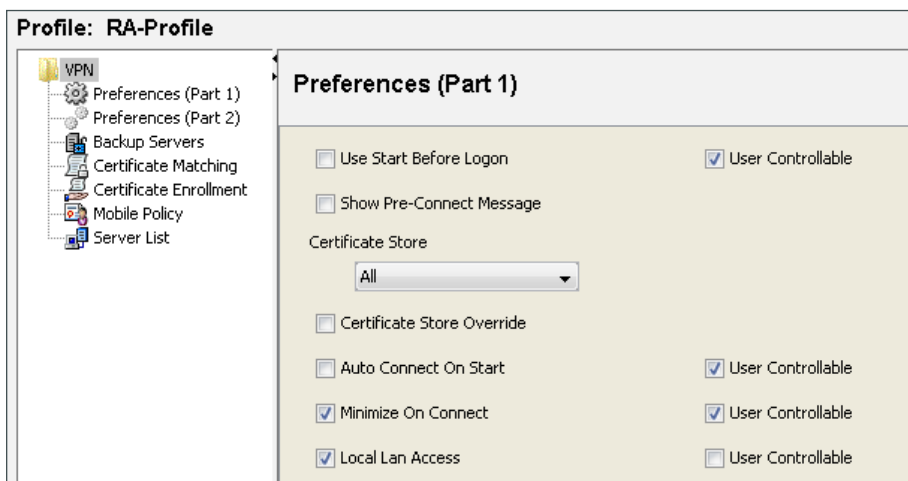 Profile: RA-Profile
VPN
Preferences (Part 1)
Preferences (Part 2)
Backup Servers
Certificate Matching
Certificate Enrollment
Mobile Policy
Server List
Preferences (Part 1)
Use Start Before Logon User Controllable
Show Pre-Connect Message
Certificate Store
All
Certificate Store Override
Auto Connect On Start User Controllable
Minimize On Connect User Controllable
Local Lan Access User Controllable